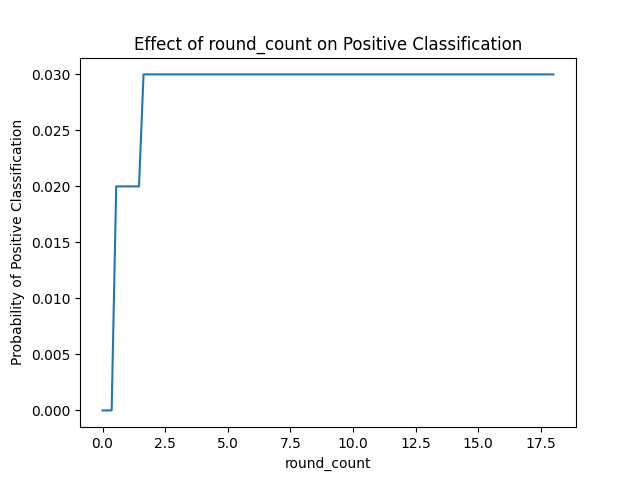 Effect of round_count on Positive Classification
Probability of Positive Classification
0.030
0.025
0.020
0.015
0.010
0.005
0.000
0.0 2.5 5.0 7.5 10.0 12.5 15.0 17.5
round_count